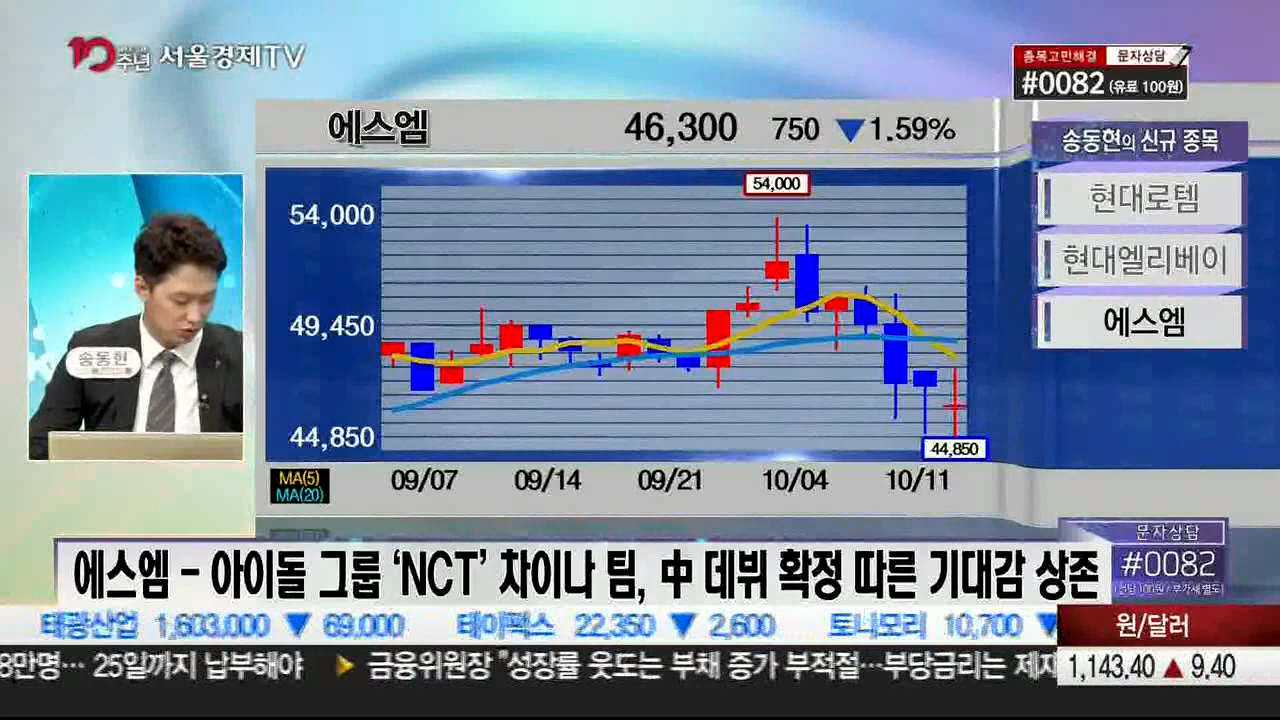 10주년 서울경제TV
종목고민해결 문자상담
#0082 (유료 100원)
에스엠 46,300 750 ▼1.59%
송동현의 신규 종목
현대로템
현대엘리베이
에스엠
54,000
54,000
49,450
44,850
44,850
MA(5)
MA(20)
09/07 09/14 09/21 10/04 10/11
송동현
문자상담
#0082
에스엠 - 아이돌 그룹 ‘NCT’ 차이나 팀, 中 데뷔 확정 따른 기대감 상존
태광산업 1,603,000 ▼ 69,000 테이팩스 22,350 ▼ 2,600 토니모리 10,700 ▼
원/달러
1,143.40 ▲ 9.40
8만명… 25일까지 납부해야 ▶ 금융위원장 "성장률 웃도는 부채 증가 부적절…부당금리는 제재